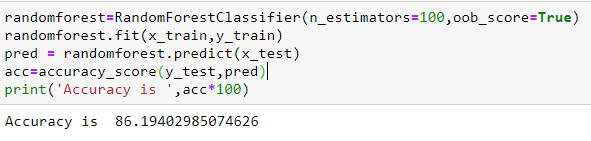 randomforest=RandomForestClassifier(n_estimators=100,oob_score=True)
randomforest.fit(x_train,y_train)
pred = randomforest.predict(x_test)
acc=accuracy_score(y_test,pred)
print('Accuracy is ',acc*100)
Accuracy is  86.19402985074626